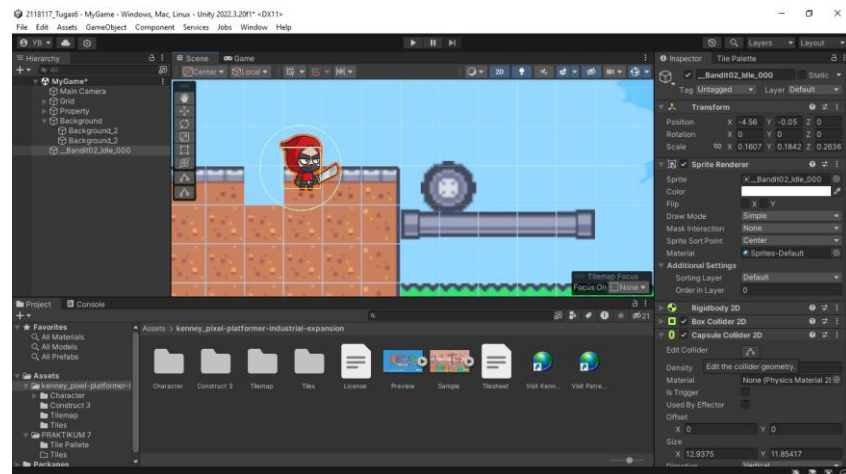 2118117_Tugas6 - MyGame - Windows, Mac, Linux - Unity 2022.3.20f1* <DX11>
File Edit Assets GameObject Component Services Jobs Window Help
YB
Layers Layout
Hierarchy
All
MyGame*
Main Camera
Grid
Property
Background
Background_2
Background_2
__Bandit02_Idle_000
Scene Game
Center Local
2D
Tilemap Focus
Focus On None
Inspector Tile Palette
__Bandit02_Idle_000 Static
Tag Untagged Layer Default
Transform
Position X -4.56 Y -0.05 Z 0
Rotation X 0 Y 0 Z 0
Scale X 0.1607 Y 0.1842 Z 0.2636
Sprite Renderer
Sprite __Bandit02_Idle_000
Color
Flip X Y
Draw Mode Simple
Mask Interaction None
Sprite Sort Point Center
Material Sprites-Default
Additional Settings
Sorting Layer Default
Order in Layer 0
Rigidbody 2D
Box Collider 2D
Capsule Collider 2D
Edit Collider
Density Edit the collider geometry.
Material None (Physics Material 2
Is Trigger
Used By Effector
Offset
X 0 Y 0
Size
X 12.9375 Y 11.85417
Direction Vertical
Project Console
21
Favorites
All Materials
All Models
All Prefabs
Assets
kenney_pixel-platformer-i
Character
Construct 3
Tilemap
Tiles
PRAKTIKUM 7
Tile Pallete
Tiles
Packages
Assets > kenney_pixel-platformer-industrial-expansion
Character Construct 3 Tilemap Tiles License Preview Sample Tilesheet Visit Kenn... Visit Patre...